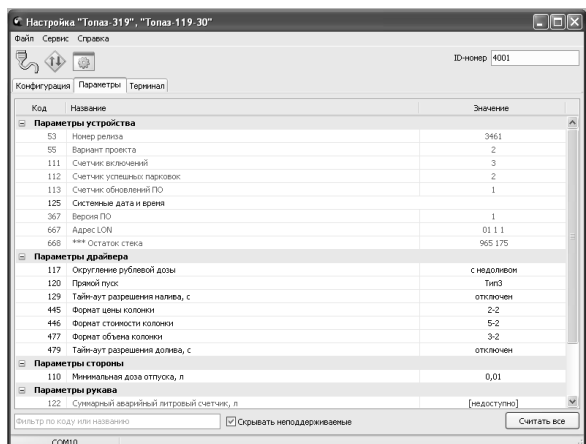 Настройка "Топаз-319", "Топаз-119-30"
Файл Сервис Справка
ID-номер 4001
Конфигурация Параметры Терминал
Код Название Значение
Параметры устройства
53 Номер релиза 3461
55 Вариант проекта 2
111 Счетчик включений 3
112 Счетчик успешных парковок 2
113 Счетчик обновлений ПО 1
125 Системные дата и время
367 Версия ПО 1
667 Адрес LON 01 1 1
668 *** Остаток стека 965 175
Параметры драйвера
117 Округление рублевой дозы с недоливом
120 Прямой пуск Тип3
129 Тайм-аут разрешения налива, с отключен
445 Формат цены колонки 2-2
446 Формат стоимости колонки 5-2
477 Формат объема колонки 3-2
479 Тайм-аут разрешения долива, с отключен
Параметры стороны
110 Минимальная доза отпуска, л 0,01
Параметры рукава
122 Суммарный аварийный литровый счетчик, л [недоступно]
Фильтр по коду или названию Скрывать неподдерживаемые Считать все
COM10